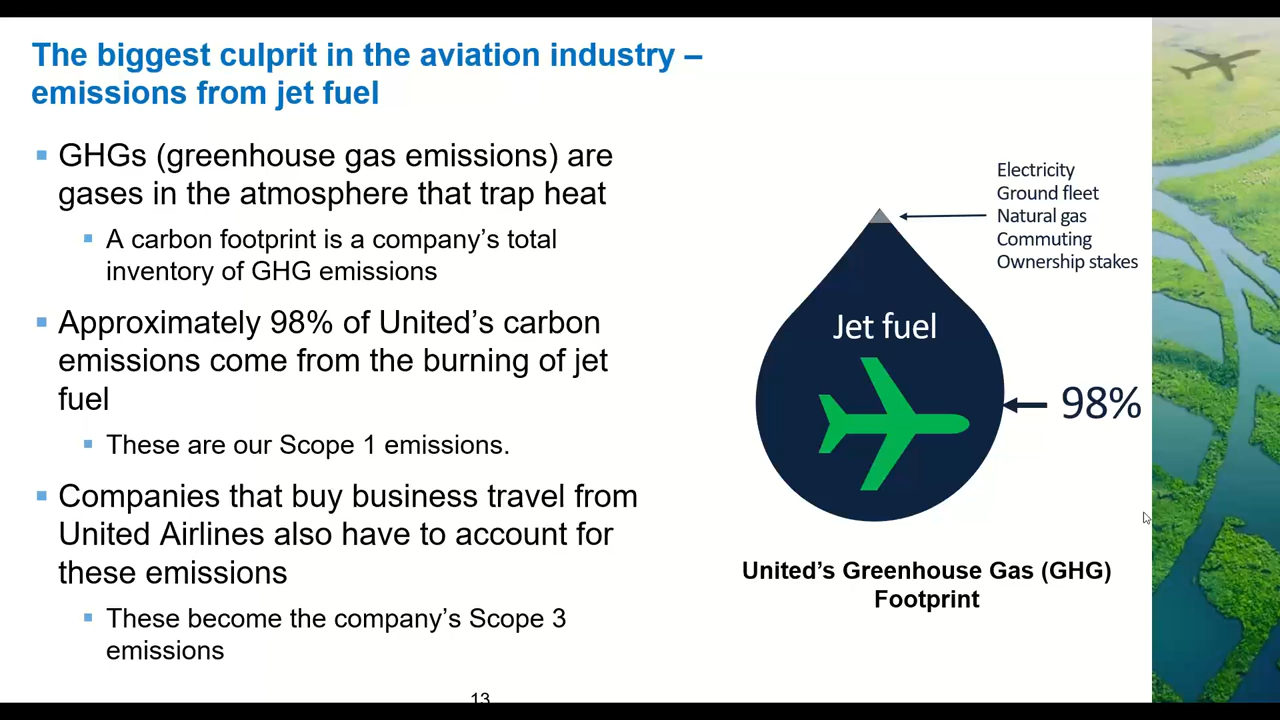 The biggest culprit in the aviation industry –
emissions from jet fuel
GHGs (greenhouse gas emissions) are
gases in the atmosphere that trap heat
A carbon footprint is a company’s total
inventory of GHG emissions
Approximately 98% of United’s carbon
emissions come from the burning of jet
fuel
These are our Scope 1 emissions.
Companies that buy business travel from
United Airlines also have to account for
these emissions
These become the company’s Scope 3
emissions
Electricity
Ground fleet
Natural gas
Commuting
Ownership stakes
Jet fuel
98%
United’s Greenhouse Gas (GHG)
Footprint
13